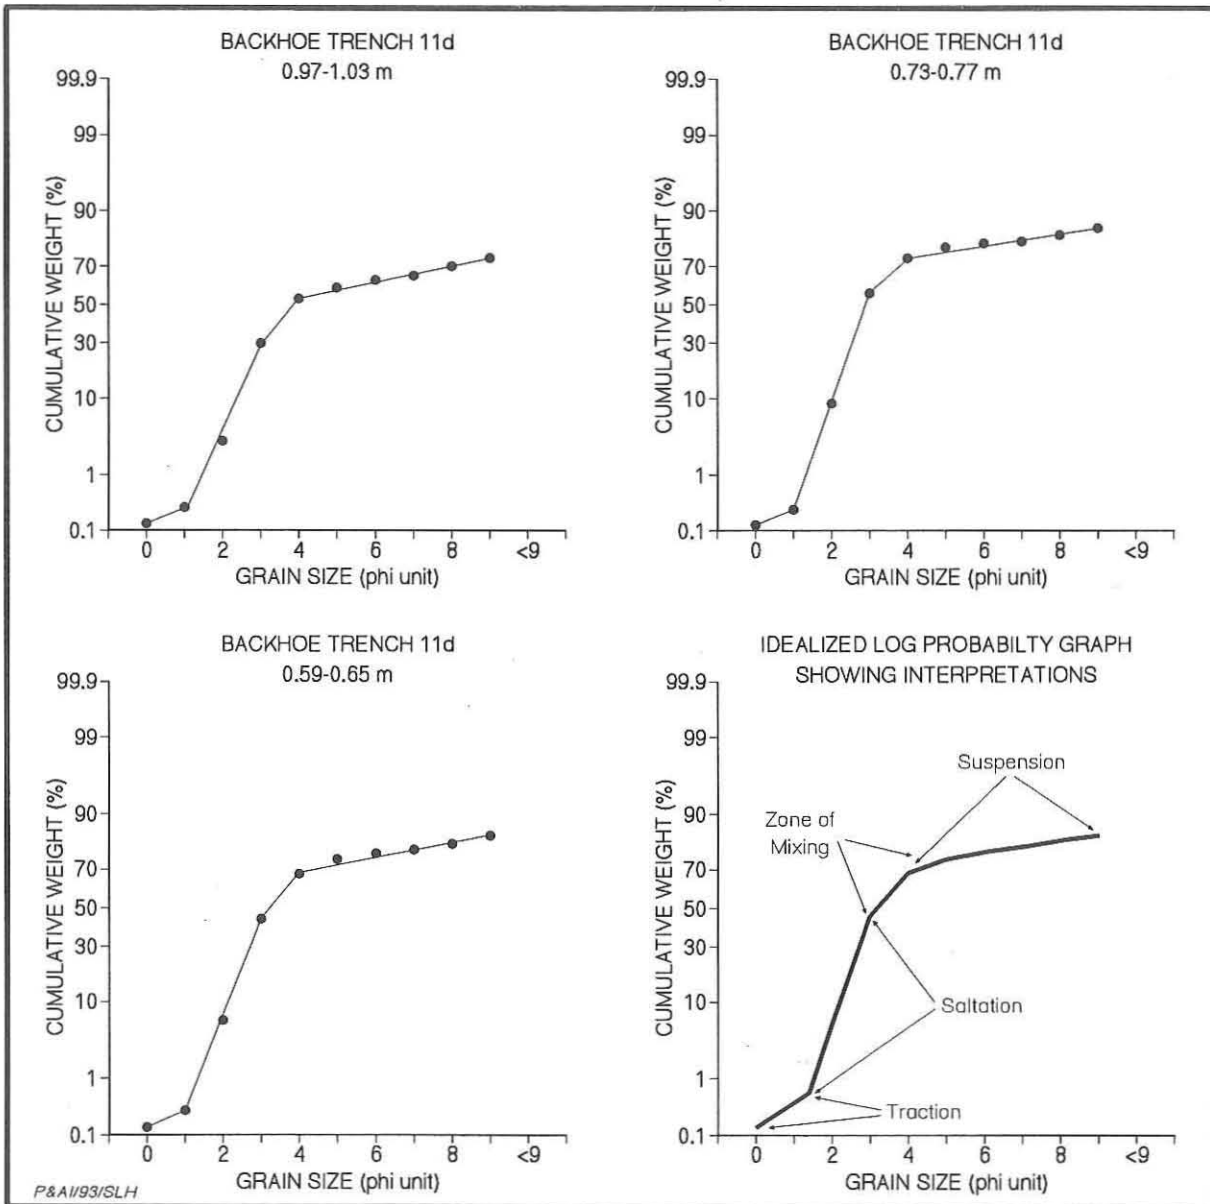 BACKHOE TRENCH 11d
0.97-1.03 m
99.9
99
90
70
50
30
10
1
0.1
CUMULATIVE WEIGHT (%)
0 2 4 6 8 <9
GRAIN SIZE (phi unit)
BACKHOE TRENCH 11d
0.73-0.77 m
99.9
99
90
70
50
30
10
1
0.1
CUMULATIVE WEIGHT (%)
0 2 4 6 8 <9
GRAIN SIZE (phi unit)
BACKHOE TRENCH 11d
0.59-0.65 m
99.9
99
90
70
50
30
10
1
0.1
CUMULATIVE WEIGHT (%)
0 2 4 6 8 <9
GRAIN SIZE (phi unit)
IDEALIZED LOG PROBABILTY GRAPH
SHOWING INTERPRETATIONS
99.9
99
90
70
50
30
10
1
0.1
CUMULATIVE WEIGHT (%)
Suspension
Zone of
Mixing
Saltation
Traction
0 2 4 6 8 <9
GRAIN SIZE (phi unit)
P&AI/93/SLH